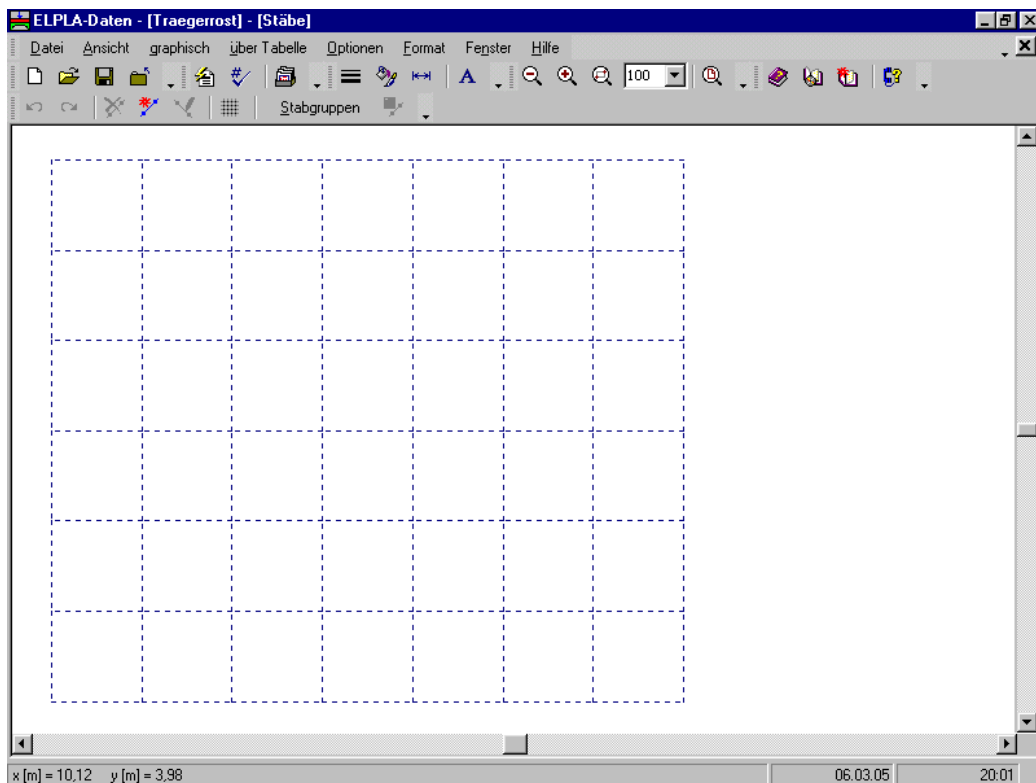 ELPLA-Daten - [Traegerrost] - [Stäbe]
Datei Ansicht graphisch über Tabelle Optionen Format Fenster Hilfe
A 100
Stabgruppen
x [m] = 10,12 y [m] = 3,98 06.03.05 20:01